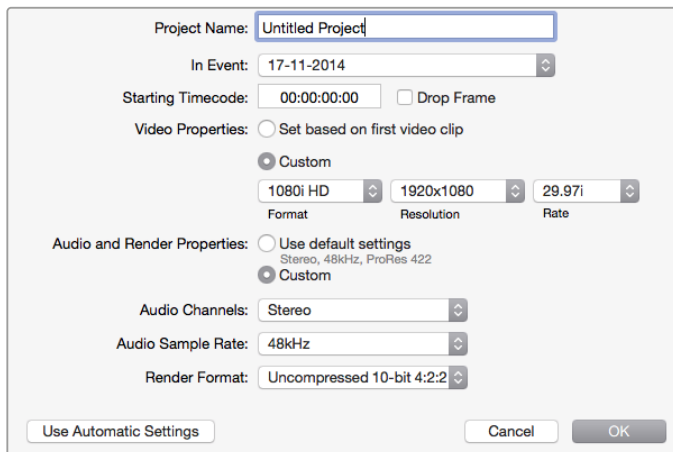 Project Name: Untitled Project
In Event: 17-11-2014
Starting Timecode: 00:00:00:00 Drop Frame
Video Properties: Set based on first video clip
Custom
1080i HD 1920x1080 29.97i
Format Resolution Rate
Audio and Render Properties: Use default settings
Stereo, 48kHz, ProRes 422
Custom
Audio Channels: Stereo
Audio Sample Rate: 48kHz
Render Format: Uncompressed 10-bit 4:2:2
Use Automatic Settings Cancel OK